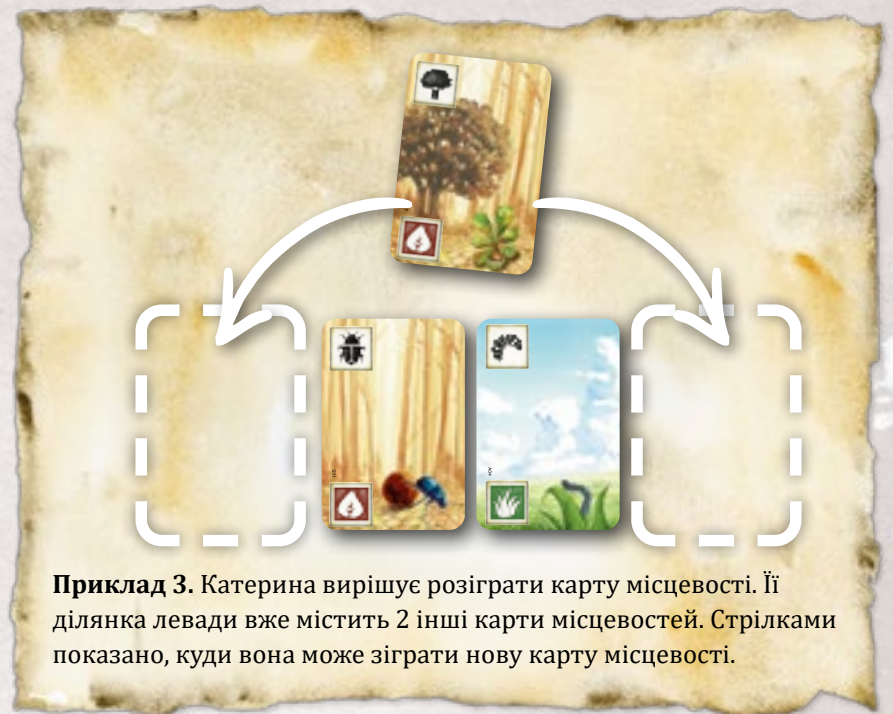 Приклад 3. Катерина вирішує розіграти карту місцевості. Її
ділянка левади вже містить 2 інші карти місцевостей. Стрілками
показано, куди вона може зіграти нову карту місцевості.